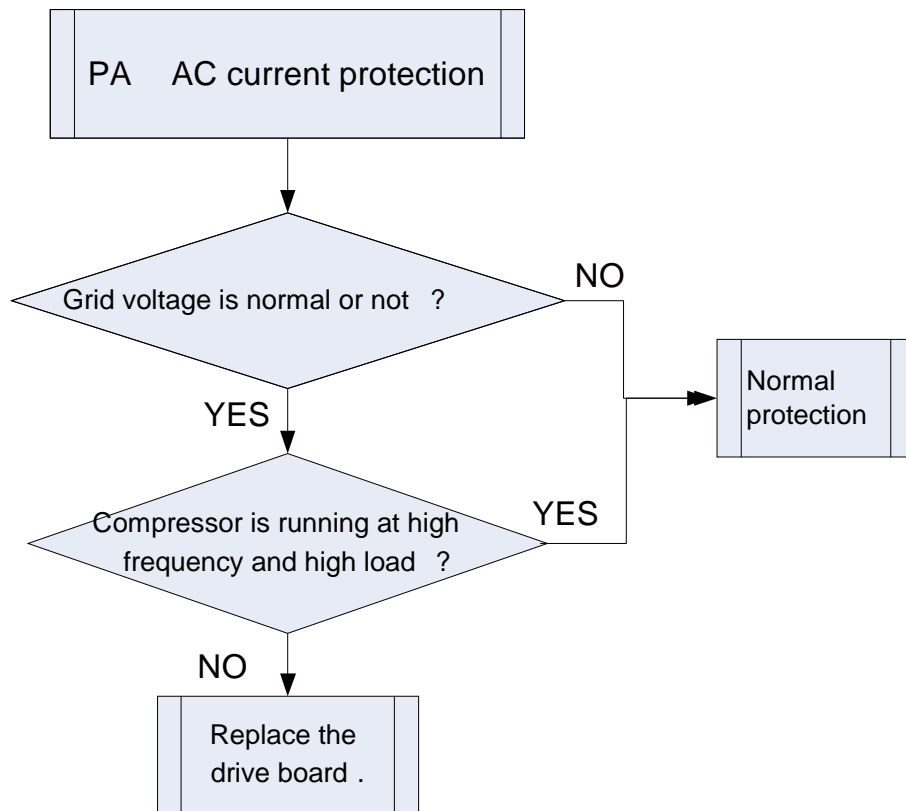 PA AC current protection
Grid voltage is normal or not ?
NO
Normal
protection
YES
Compressor is running at high
frequency and high load ?
YES
NO
Replace the
drive board .